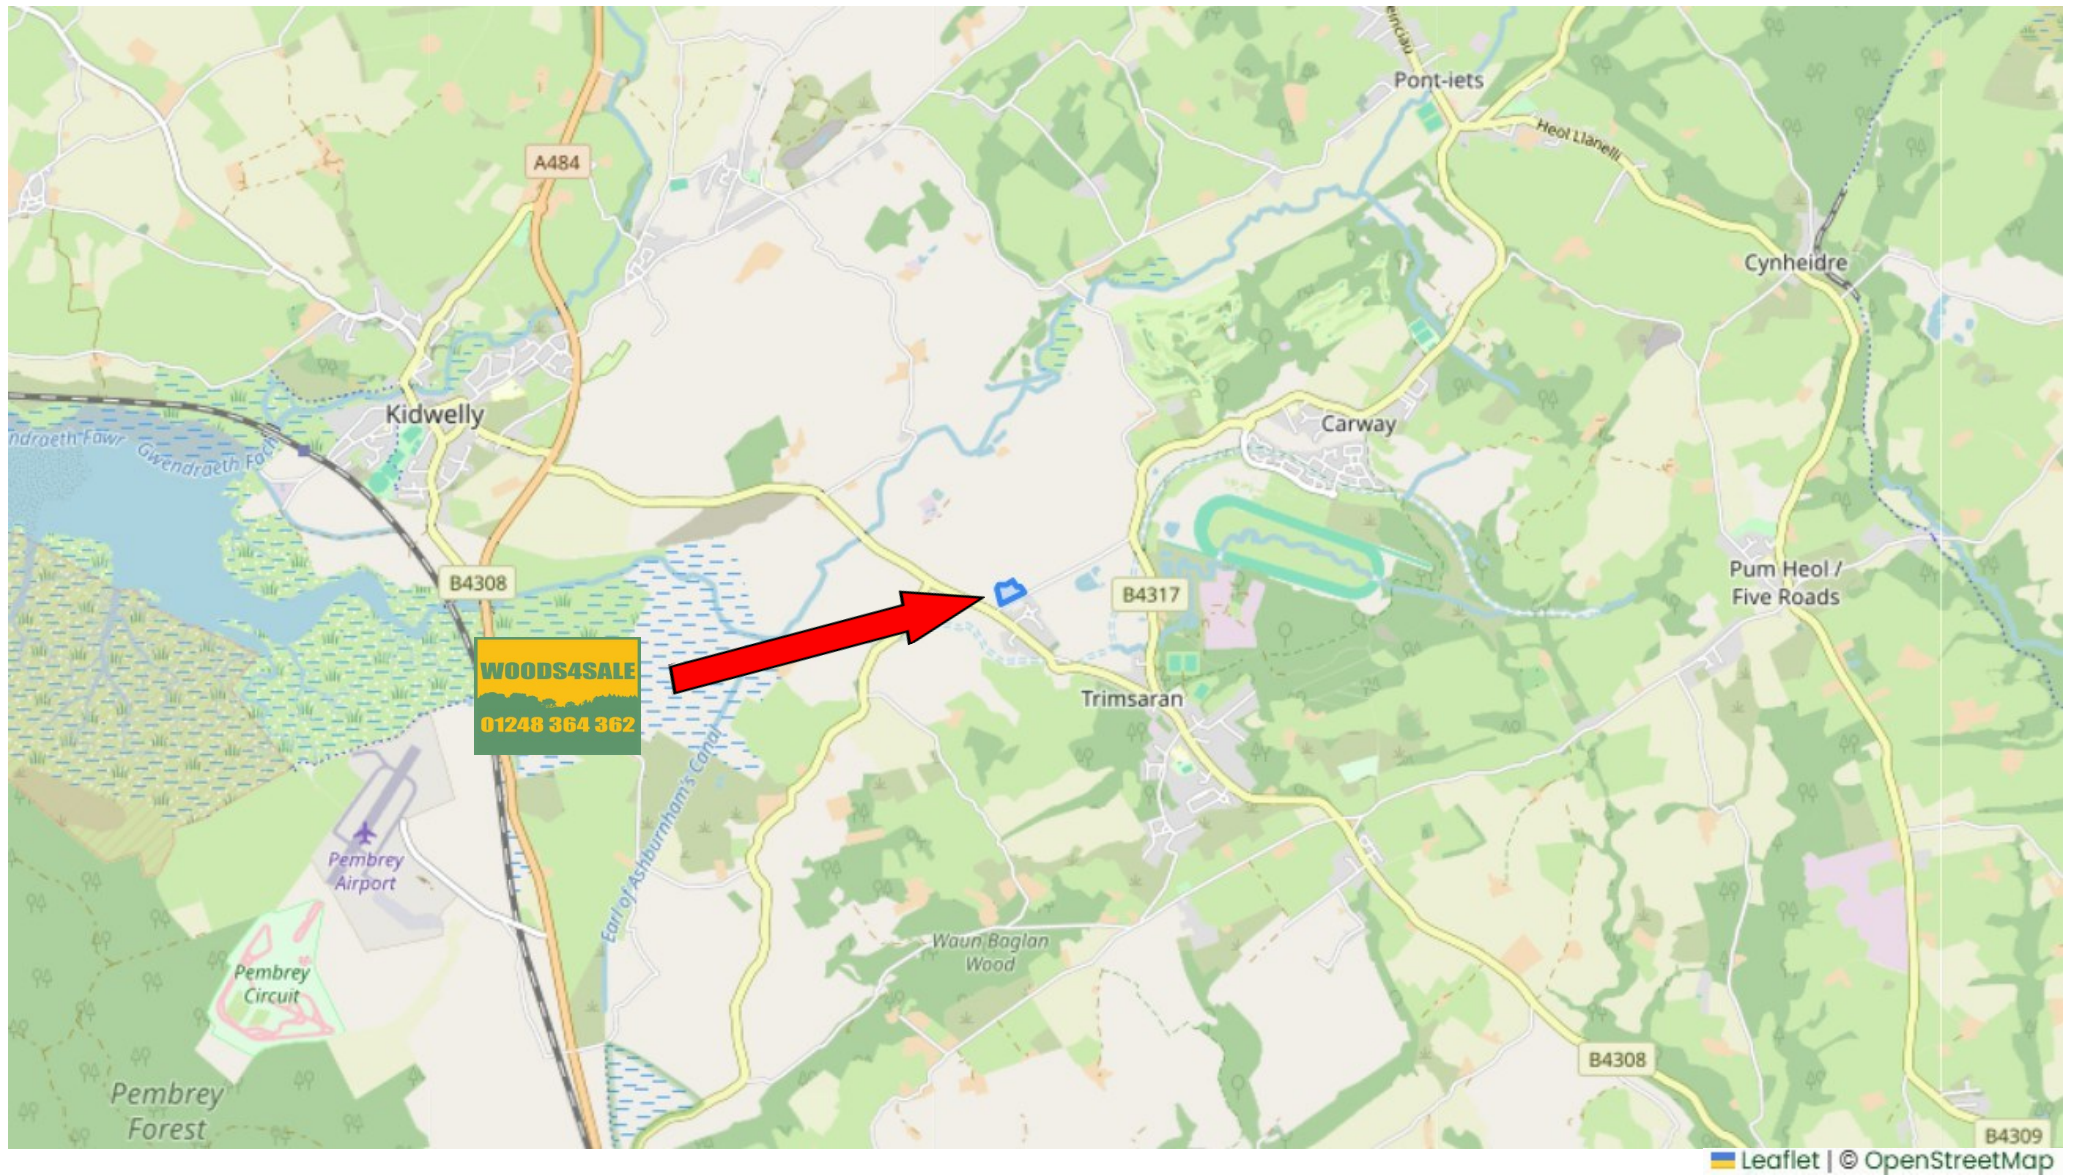 einciau
Pont-iets
Heol Llanelli
A484
Cynheidre
Kidwelly
Carway
ndraeth Fawr
Gwendraeth Fach
B4308
B4317
Pum Heol /
Five Roads
WOODS4SALE
01248 364 362
Trimsaran
Earl of Ashburnham's Canal
Pembrey
Airport
Waun Baglan
Wood
Pembrey
Circuit
B4308
Pembrey
Forest
B4309
Leaflet | © OpenStreetMap